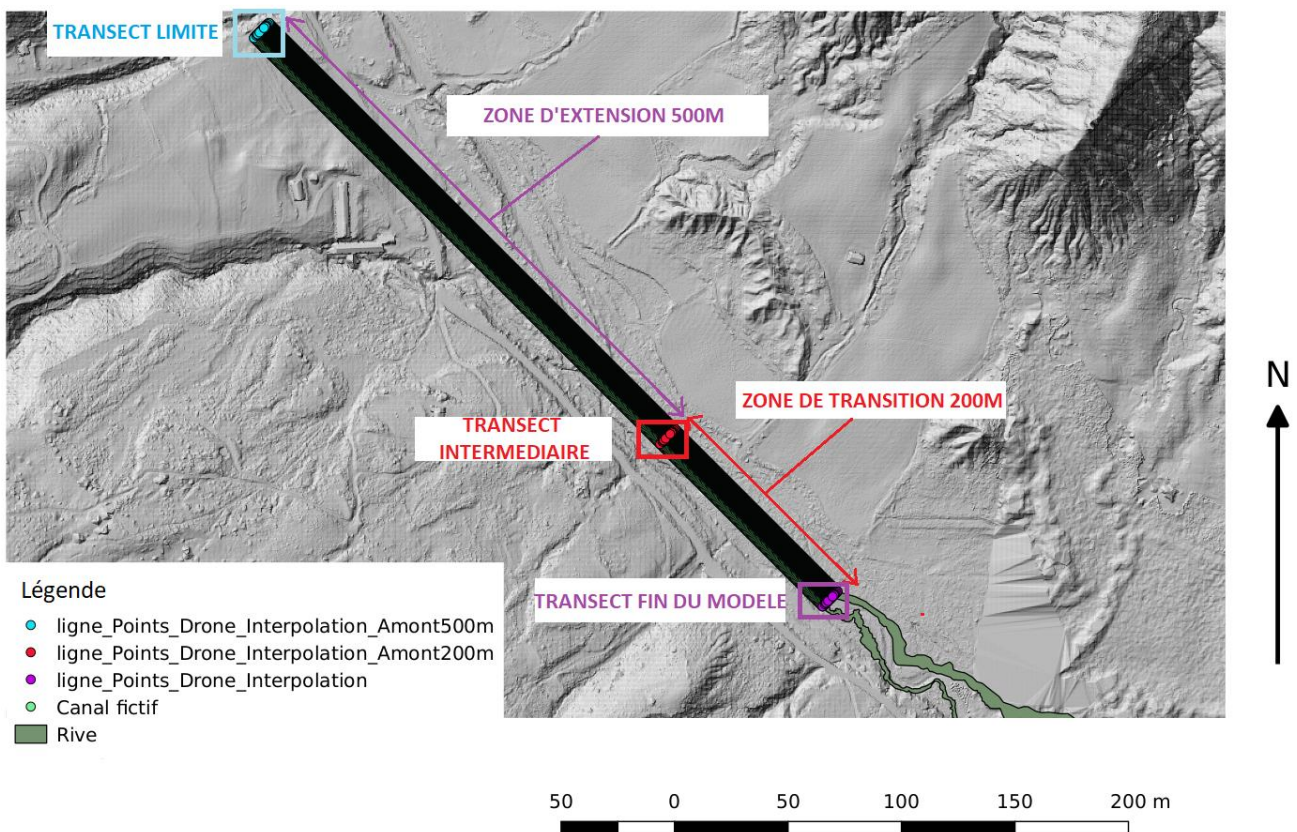 TRANSECT LIMITE
ZONE D'EXTENSION 500M
ZONE DE TRANSITION 200M
TRANSECT
INTERMEDIAIRE
TRANSECT FIN DU MODELE
N
Légende
ligne_Points_Drone_Interpolation_Amont500m
ligne_Points_Drone_Interpolation_Amont200m
ligne_Points_Drone_Interpolation
Canal fictif
Rive
50 0 50 100 150 200 m